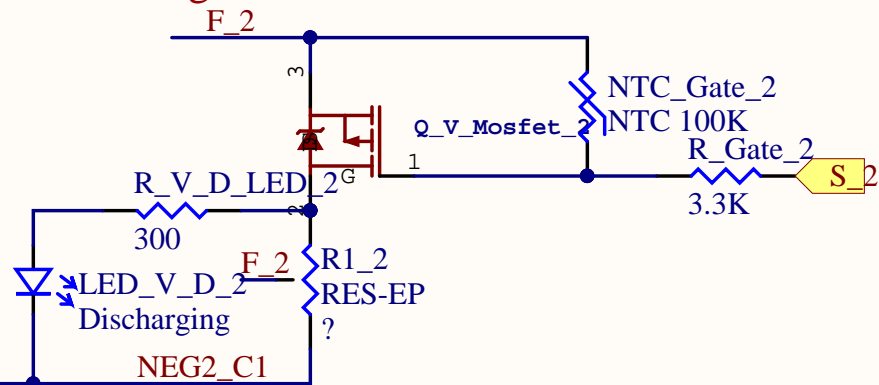 F_2
3
NTC_Gate_2
NTC 100K
Q_V_Mosfet_2
1
G
R_Gate_2
3.3K
S_2
R_V_D_LED_2
300
2
F_2
R1_2
RES-EP
?
LED_V_D_2
Discharging
NEG2_C1